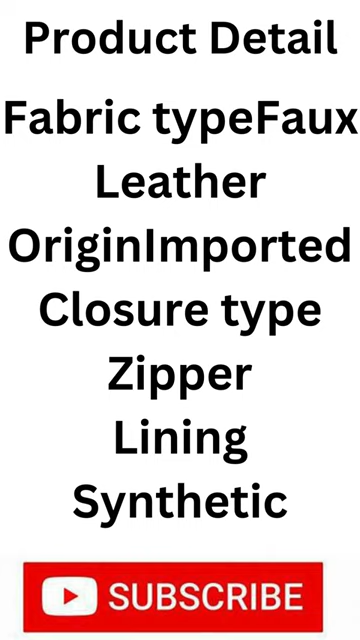 Product Detail
Fabric typeFaux
Leather
OriginImported
Closure type
Zipper
Lining
Synthetic
SUBSCRIBE